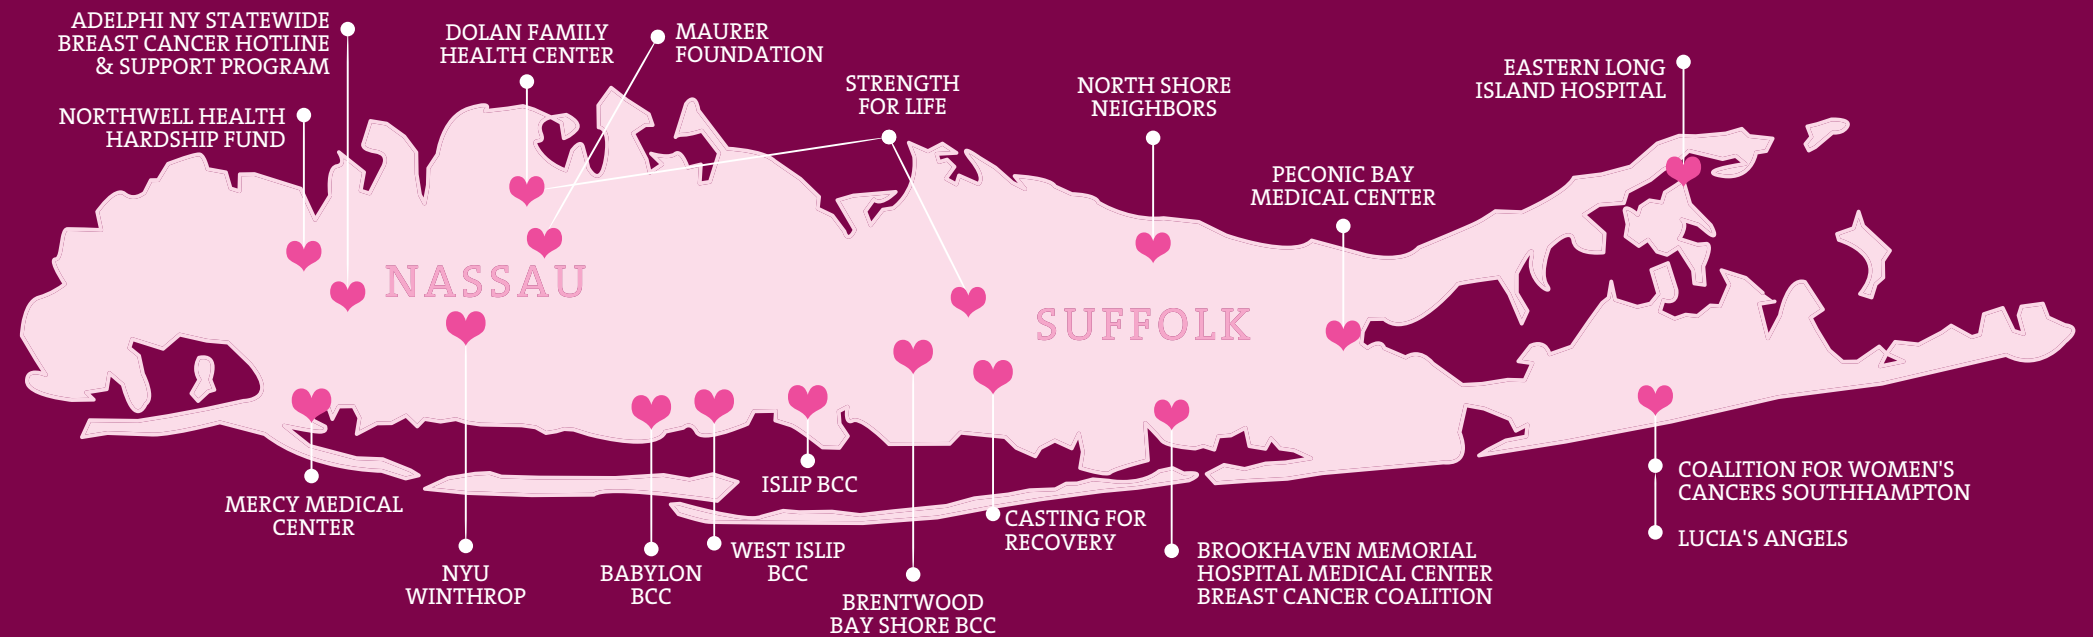 ADELPHI NY STATEWIDE
BREAST CANCER HOTLINE
& SUPPORT PROGRAM
NORTHWELL HEALTH
HARDSHIP FUND
DOLAN FAMILY
HEALTH CENTER
MAURER
FOUNDATION
STRENGTH
FOR LIFE
NORTH SHORE
NEIGHBORS
PECONIC BAY
MEDICAL CENTER
EASTERN LONG
ISLAND HOSPITAL
NASSAU
SUFFOLK
MERCY MEDICAL
CENTER
NYU
WINTHROP
BABYLON
BCC
WEST ISLIP
BCC
ISLIP BCC
BRENTWOOD
BAY SHORE BCC
CASTING FOR
RECOVERY
BROOKHAVEN MEMORIAL
HOSPITAL MEDICAL CENTER
BREAST CANCER COALITION
COALITION FOR WOMEN'S
CANCERS SOUTHHAMPTON
LUCIA'S ANGELS